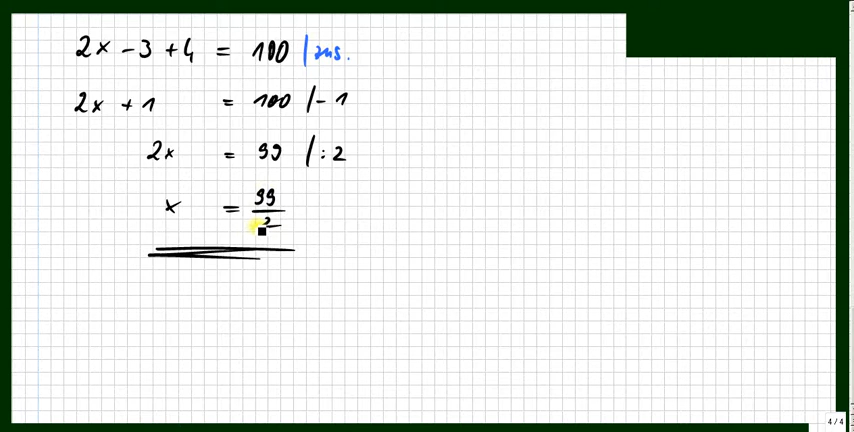 2x - 3 + 4 = 100 | zus.
2x + 1 = 100 | - 1
2x = 99 | : 2
x = 99/2
4/4